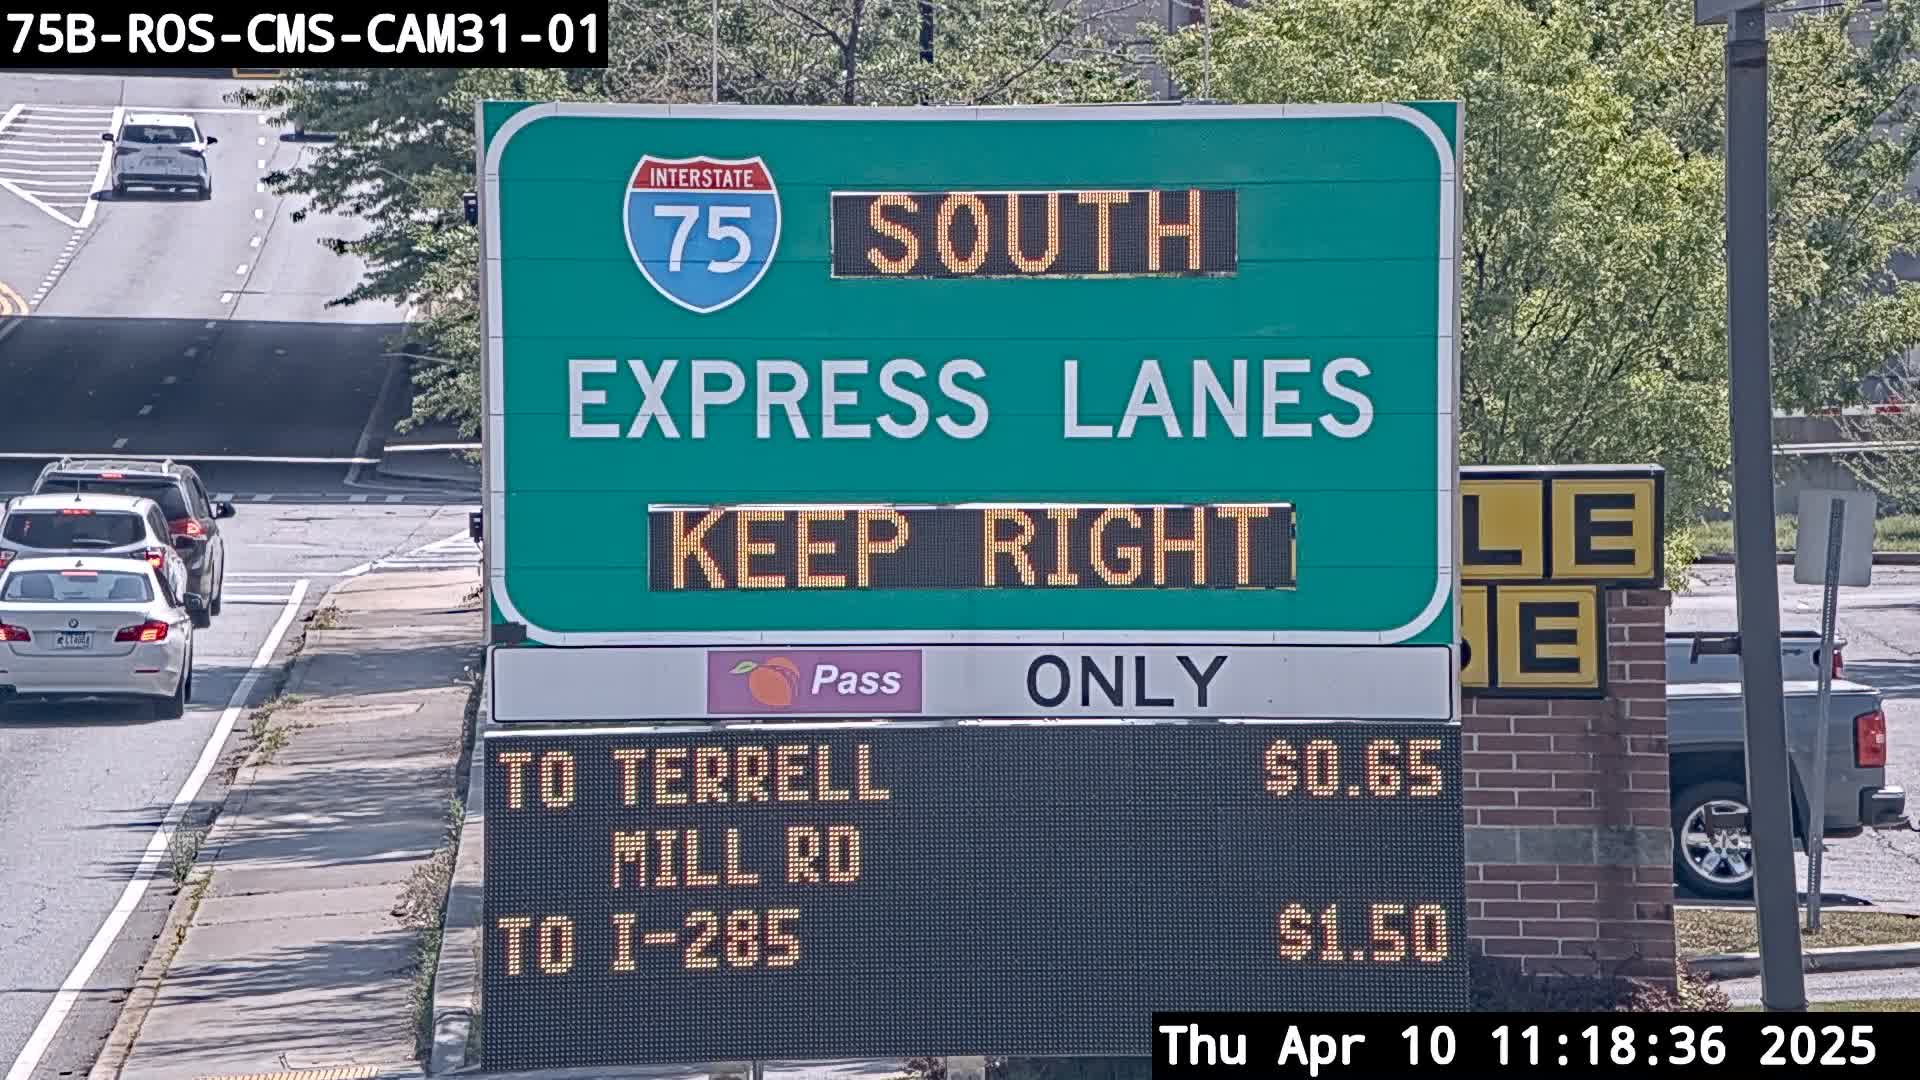 75B-ROS-CMS-CAM31-01
INTERSTATE
75
SOUTH
EXPRESS LANES
KEEP RIGHT
Pass ONLY
LE
E
TO TERRELL $0.65
MILL RD
TO I-285 $1.50
Thu Apr 10 11:18:36 2025